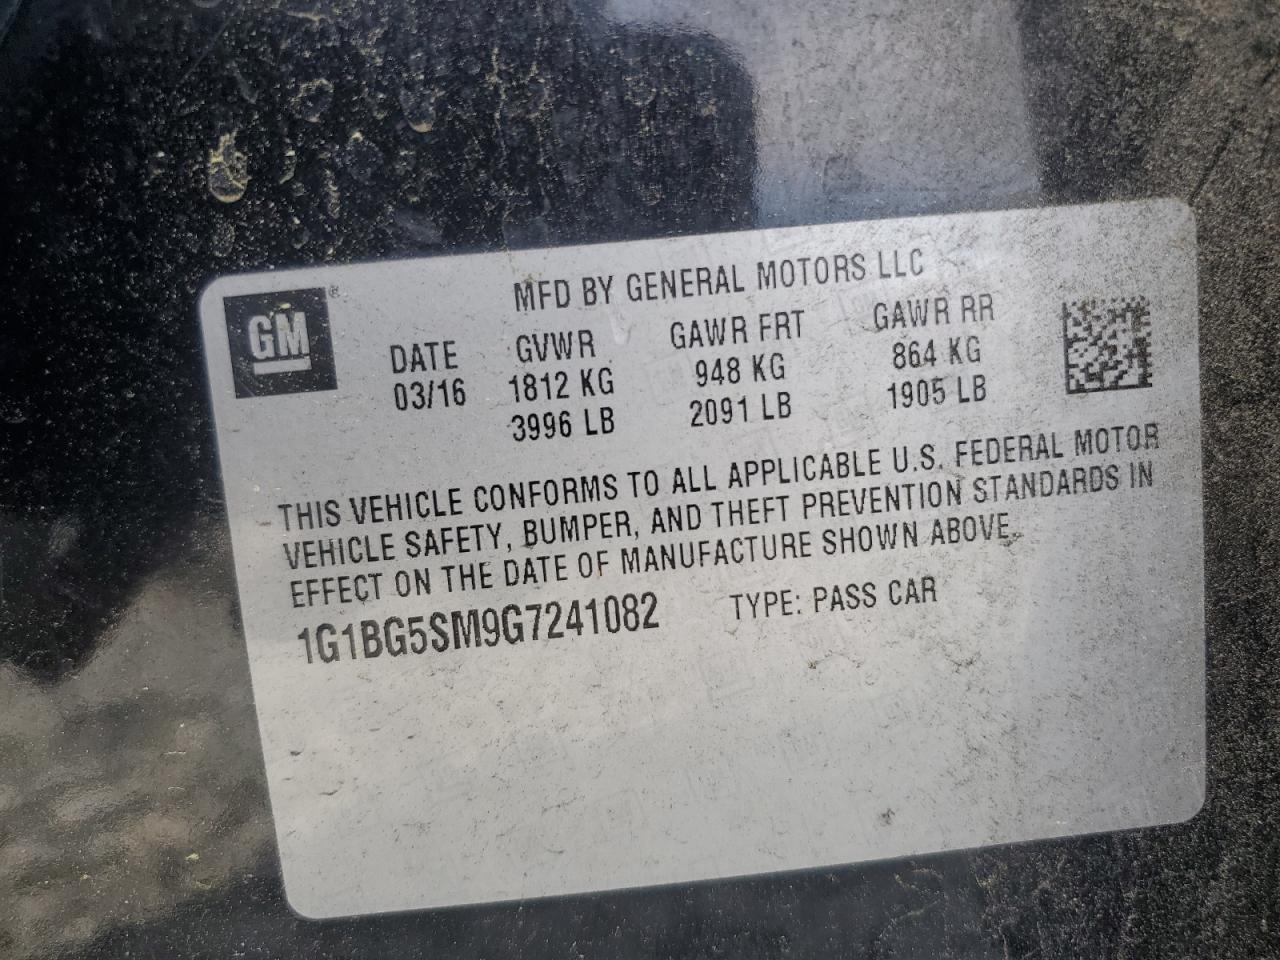 MFD BY GENERAL MOTORS LLC
GM ®
DATE GVWR GAWR FRT GAWR RR
03/16 1812 KG 948 KG 864 KG
3996 LB 2091 LB 1905 LB
THIS VEHICLE CONFORMS TO ALL APPLICABLE U.S. FEDERAL MOTOR
VEHICLE SAFETY, BUMPER, AND THEFT PREVENTION STANDARDS IN
EFFECT ON THE DATE OF MANUFACTURE SHOWN ABOVE.
1G1BG5SM9G7241082 TYPE: PASS CAR